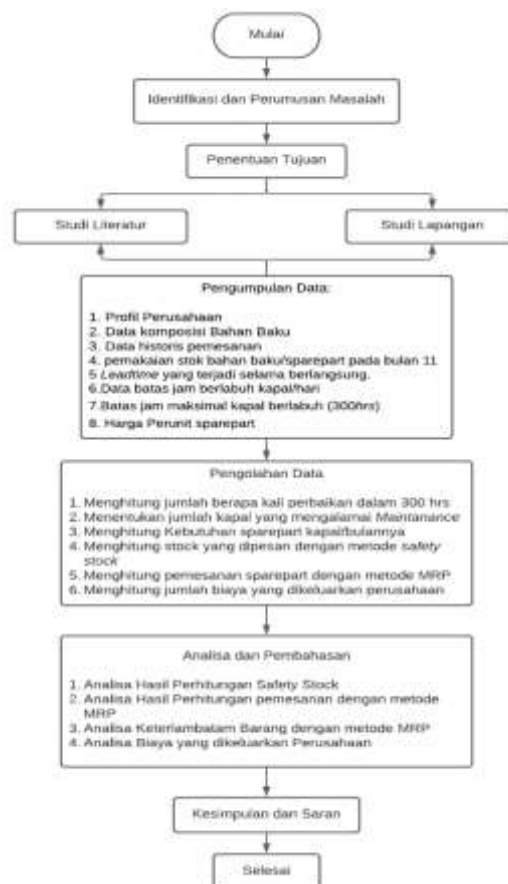 Mulai
Identifikasi dan Perumusan Masalah
Penentuan Tujuan
Studi Literatur
Studi Lapangan
Pengumpulan Data:
1. Profil Perusahaan
2. Data komposisi Bahan Baku
3. Data historis pemesanan
4. pemakaian stok bahan baku/sparepart pada bulan 11
5 Leadtime yang terjadi selama berlangsung.
6.Data batas jam berlabuh kapal/hari
7.Batas jam maksimal kapal berlabuh (300hrs)
8. Harga Perunit sparepart
Pengolahan Data
1. Menghitung jumlah berapa kali perbaikan dalam 300 hrs
2. Menentukan jumlah kapal yang mengalamai Maintanance
3. Menghitung Kebutuhan sparepart kapal/bulannya
4. Menghitung stock yang dipesan dengan metode safety
stock
5. Menghitung pemesanan sparepart dengan metode MRP
6. Menghitung jumlah biaya yang dikeluarkan perusahaan
Analisa dan Pembahasan
1. Analisa Hasil Perhitungan Safety Stock
2. Analisa Hasil Perhitungan pemesanan dengan metode
MRP
3. Analisa Keterlambatam Barang dengan metode MRP
4. Analisa Biaya yang dikeluarkan Perusahaan
Kesimpulan dan Saran
Selesai